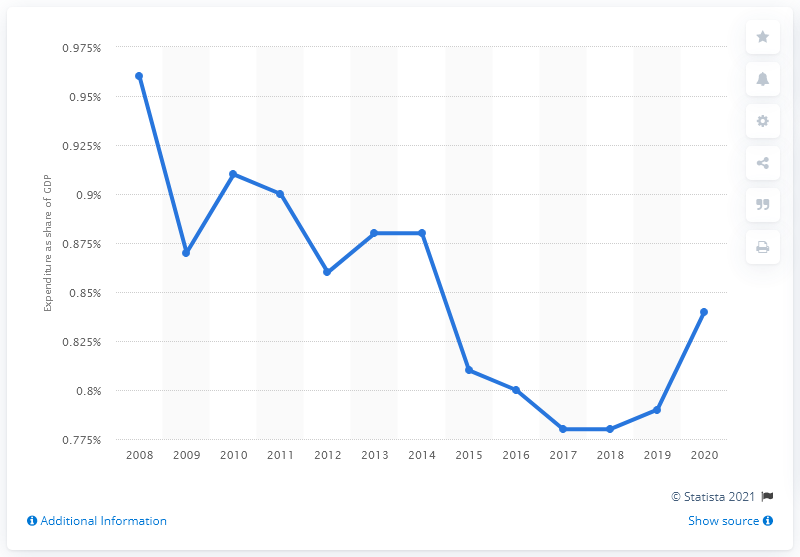 0.975%
0.95%
0.925%
0.9%
0.875%
0.85%
0.825%
0.8%
0.775%
Expenditure as share of GDP
2008 2009 2010 2011 2012 2013 2014 2015 2016 2017 2018 2019 2020
© Statista 2021
Additional Information
Show source